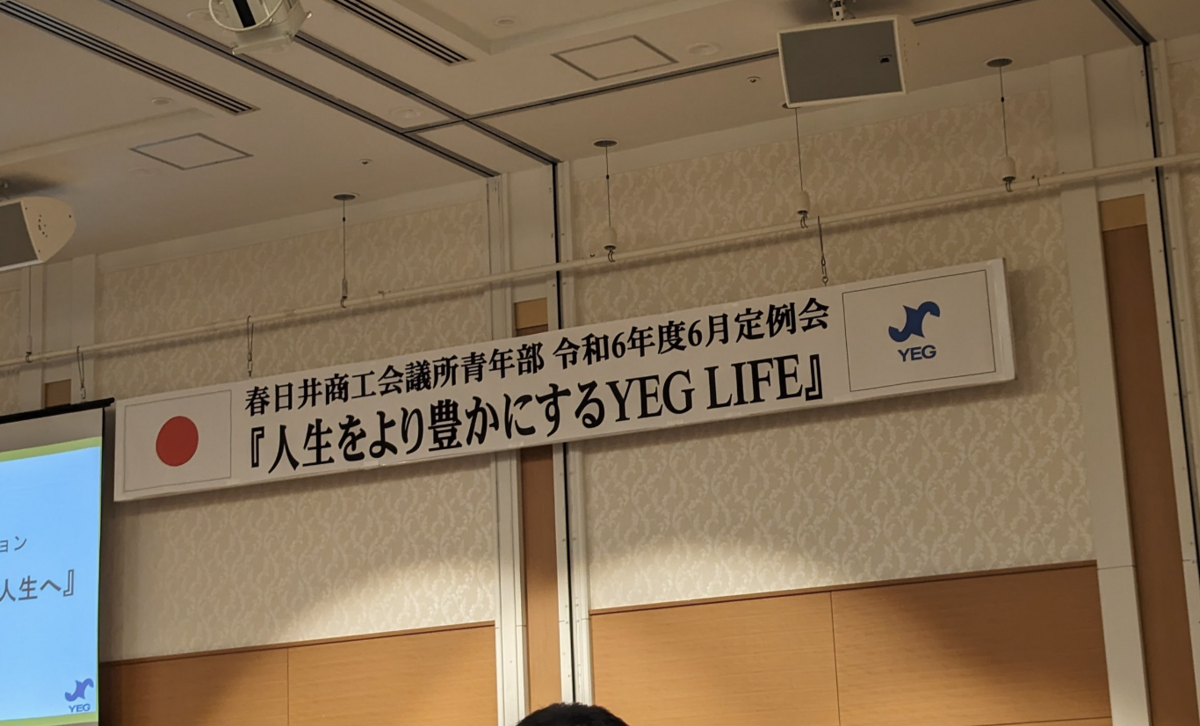 春日井商工会議所青年部 令和6年度6月定例会
『人生をより豊かにするYEG LIFE』
YEG
ョン
人生へ』
YEG